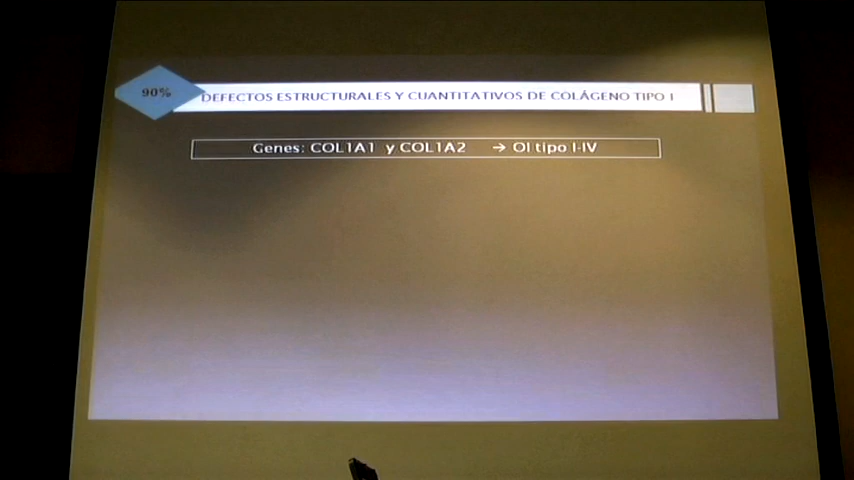 90%
DEFECTOS ESTRUCTURALES Y CUANTITATIVOS DE COLÁGENO TIPO I
Genes: COL1A1 y COL1A2 → OI tipo I-IV